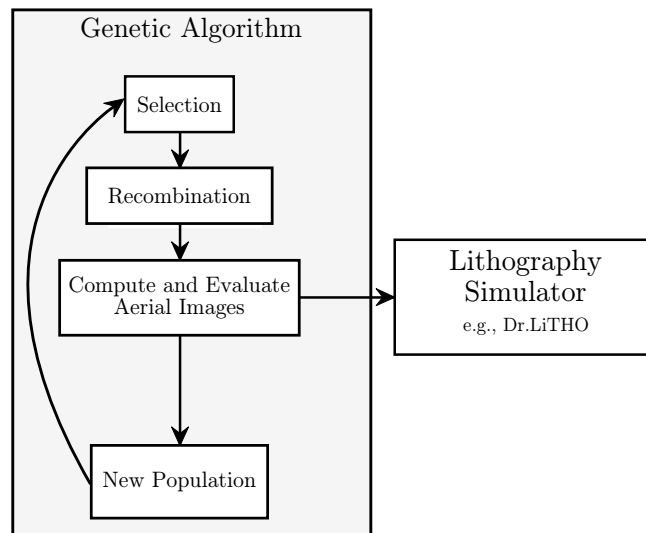 Genetic Algorithm
Selection
Recombination
Compute and Evaluate
Aerial Images
New Population
Lithography
Simulator
e.g., Dr.LiTHO